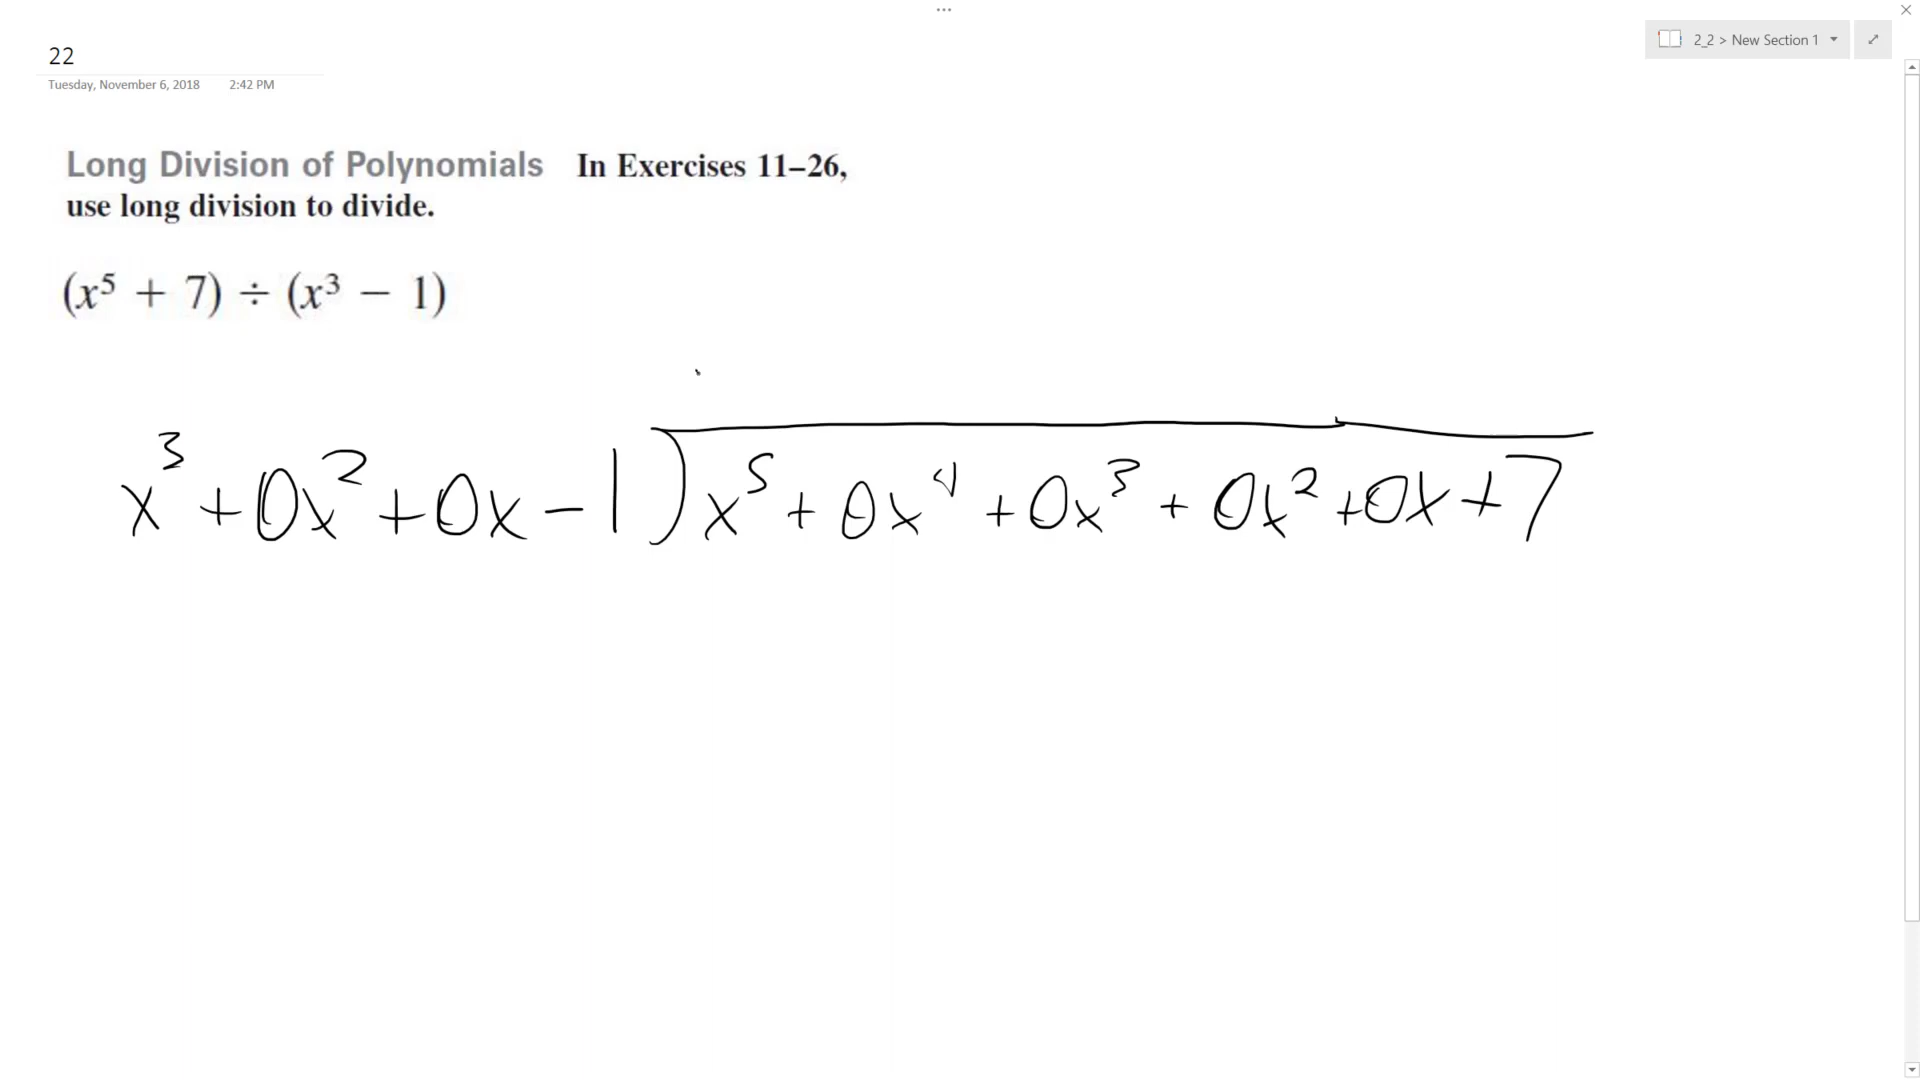 22
2_2 > New Section 1
Tuesday, November 6, 2018 2:42 PM
Long Division of Polynomials In Exercises 11–26,
use long division to divide.
(x⁵ + 7) ÷ (x³ − 1)
x³ + 0x² + 0x − 1 ) x⁵ + 0x⁴ + 0x³ + 0x² + 0x + 7